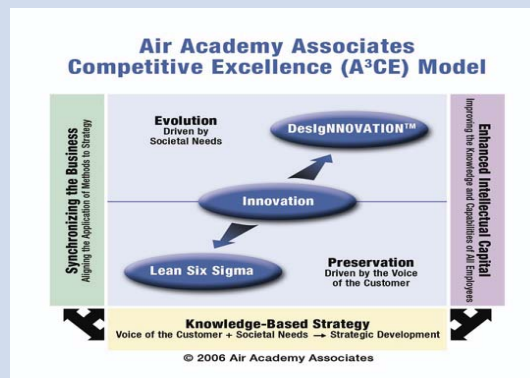 Air Academy Associates
Competitive Excellence (A³CE) Model
Synchronizing the Business
Aligning the Application of Methods to Strategy
Evolution
Driven by
Societal Needs
DesIgNNOVATION™
Innovation
Lean Six Sigma
Preservation
Driven by the Voice
of the Customer
Enhanced Intellectual Capital
Improving the Knowledge and Capabilities of All Employees
Knowledge-Based Strategy
Voice of the Customer + Societal Needs → Strategic Development
© 2006 Air Academy Associates